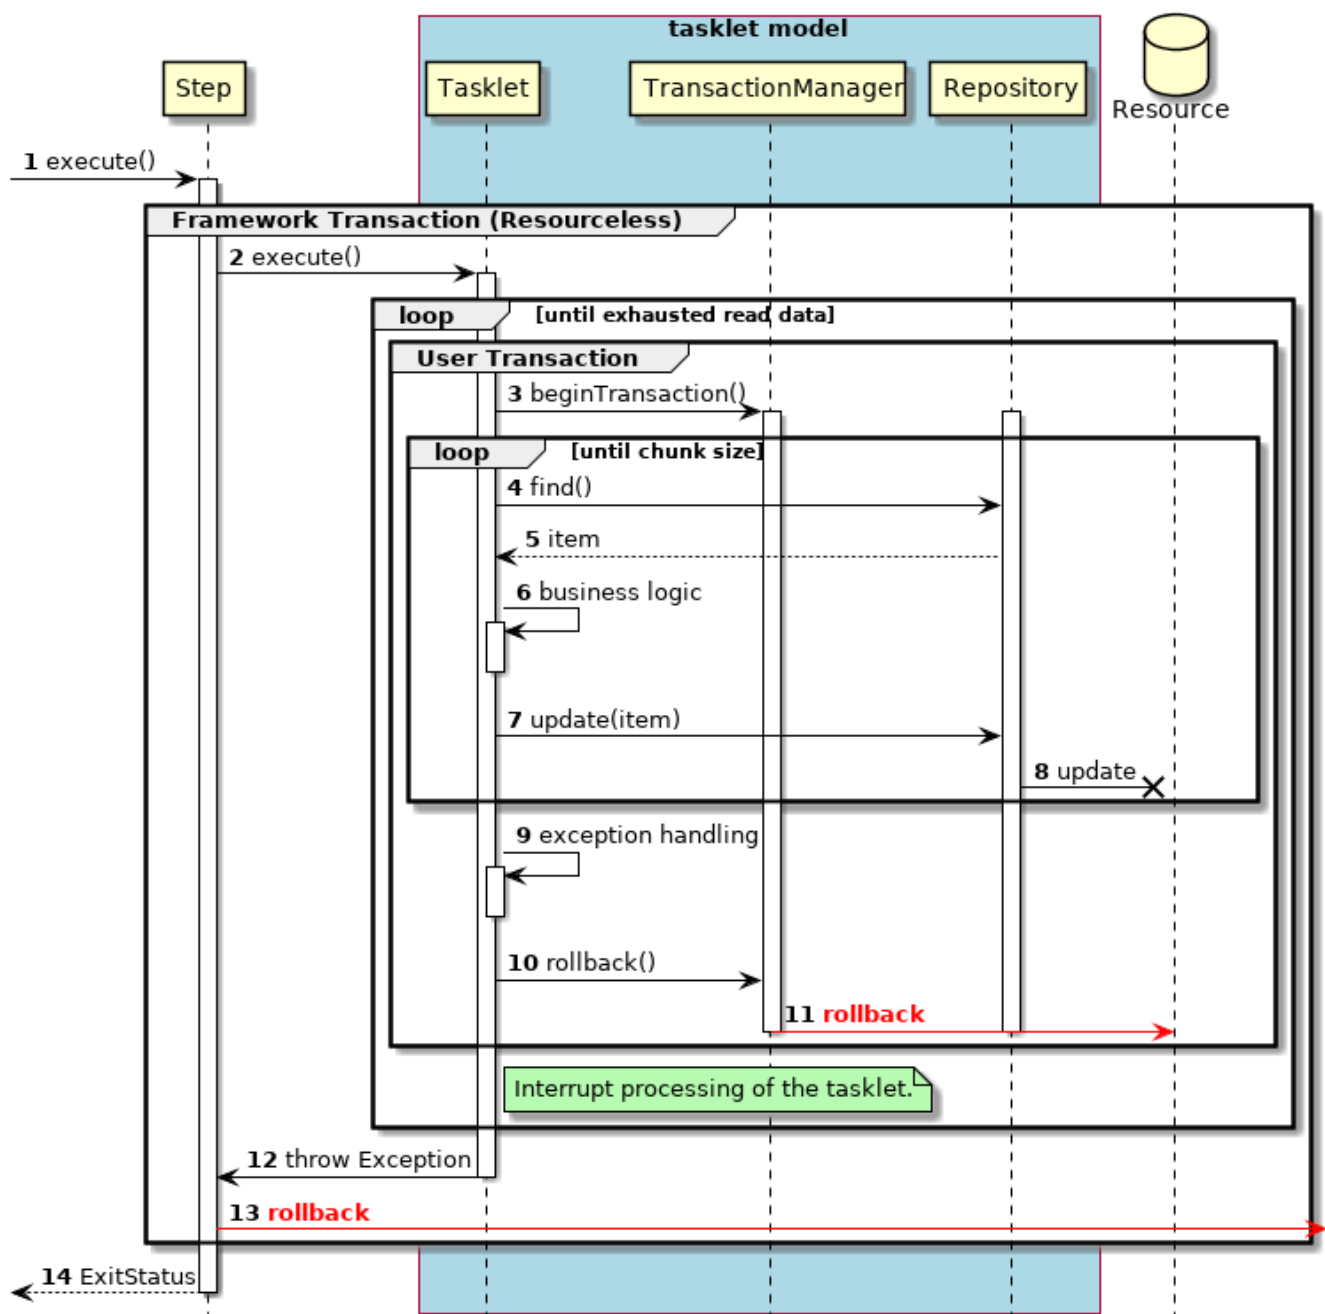 tasklet model
Step
Tasklet
TransactionManager
Repository
Resource
1 execute()
Framework Transaction (Resourceless)
2 execute()
loop [until exhausted read data]
User Transaction
3 beginTransaction()
loop [until chunk size]
4 find()
5 item
6 business logic
7 update(item)
8 update
9 exception handling
10 rollback()
11 rollback
Interrupt processing of the tasklet.
12 throw Exception
13 rollback
14 ExitStatus